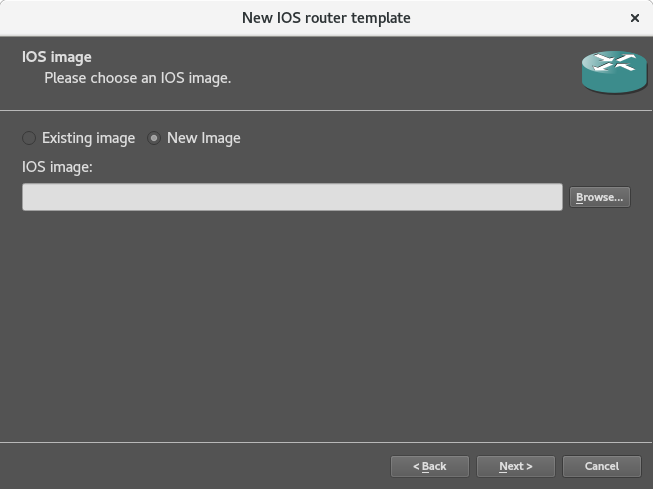 New IOS router template
IOS image
Please choose an IOS image.
Existing image New Image
IOS image:
Browse...
< Back Next > Cancel